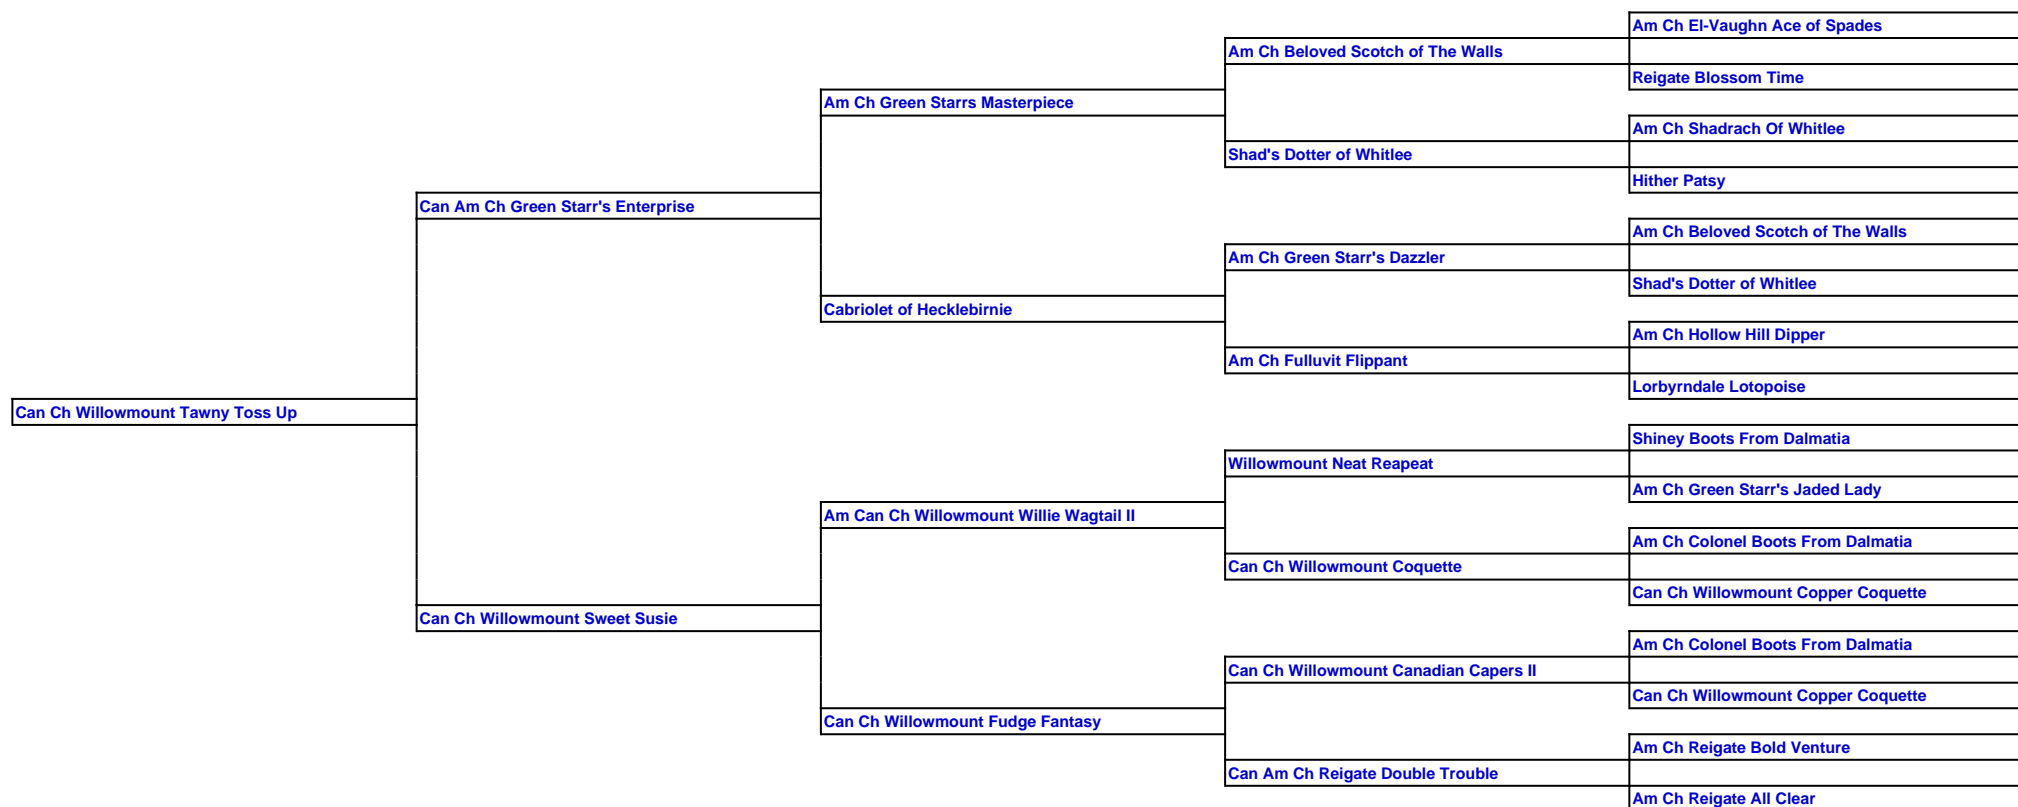 Am Ch El-Vaughn Ace of Spades
Am Ch Beloved Scotch of The Walls
Reigate Blossom Time
Am Ch Green Starrs Masterpiece
Am Ch Shadrach Of Whitlee
Shad's Dotter of Whitlee
Hither Patsy
Can Am Ch Green Starr's Enterprise
Am Ch Beloved Scotch of The Walls
Am Ch Green Starr's Dazzler
Shad's Dotter of Whitlee
Cabriolet of Hecklebirnie
Am Ch Hollow Hill Dipper
Am Ch Fulluvit Flippant
Lorbyrndale Lotopoise
Can Ch Willowmount Tawny Toss Up
Shiney Boots From Dalmatia
Willowmount Neat Reapeat
Am Ch Green Starr's Jaded Lady
Am Can Ch Willowmount Willie Wagtail II
Am Ch Colonel Boots From Dalmatia
Can Ch Willowmount Coquette
Can Ch Willowmount Copper Coquette
Can Ch Willowmount Sweet Susie
Am Ch Colonel Boots From Dalmatia
Can Ch Willowmount Canadian Capers II
Can Ch Willowmount Copper Coquette
Can Ch Willowmount Fudge Fantasy
Am Ch Reigate Bold Venture
Can Am Ch Reigate Double Trouble
Am Ch Reigate All Clear